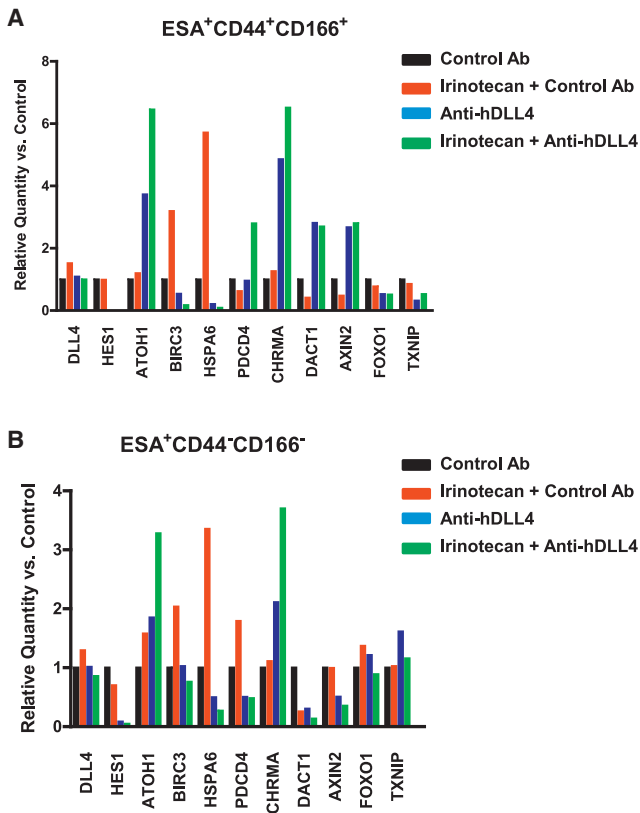 A
ESA+CD44+CD166+
Control Ab
Irinotecan + Control Ab
Anti-hDLL4
Irinotecan + Anti-hDLL4
Relative Quantity vs. Control
8
6
4
2
0
DLL4
HES1
ATOH1
BIRC3
HSPA6
PDCD4
CHRMA
DACT1
AXIN2
FOXO1
TXNIP
B
ESA+CD44-CD166-
Control Ab
Irinotecan + Control Ab
Anti-hDLL4
Irinotecan + Anti-hDLL4
Relative Quantity vs. Control
4
3
2
1
0
DLL4
HES1
ATOH1
BIRC3
HSPA6
PDCD4
CHRMA
DACT1
AXIN2
FOXO1
TXNIP